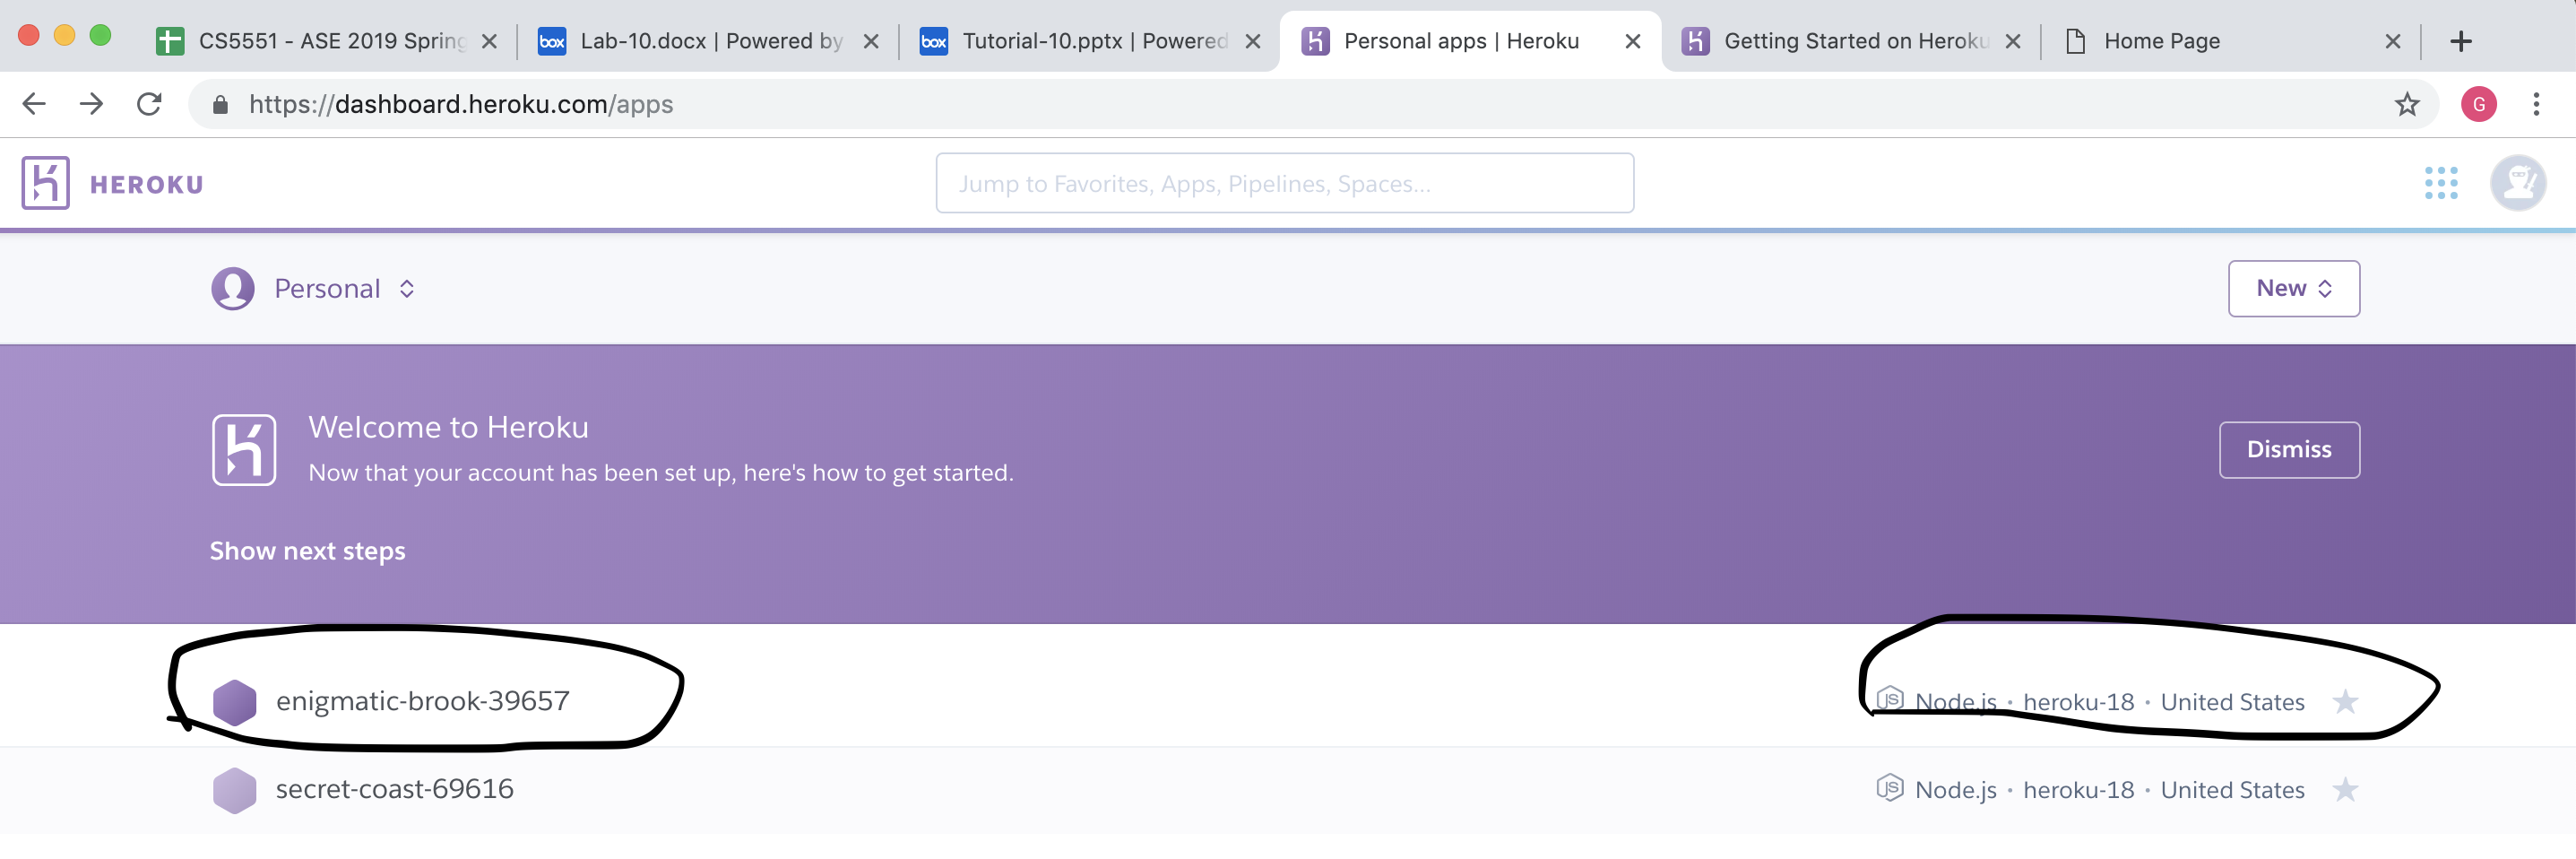 CS5551 - ASE 2019 Spring
Lab-10.docx | Powered by
Tutorial-10.pptx | Powered
Personal apps | Heroku
Getting Started on Heroku
Home Page
https://dashboard.heroku.com/apps
G
HEROKU
Jump to Favorites, Apps, Pipelines, Spaces...
Personal
New
Welcome to Heroku
Now that your account has been set up, here's how to get started.
Dismiss
Show next steps
enigmatic-brook-39657
Node.js • heroku-18 • United States
secret-coast-69616
Node.js • heroku-18 • United States